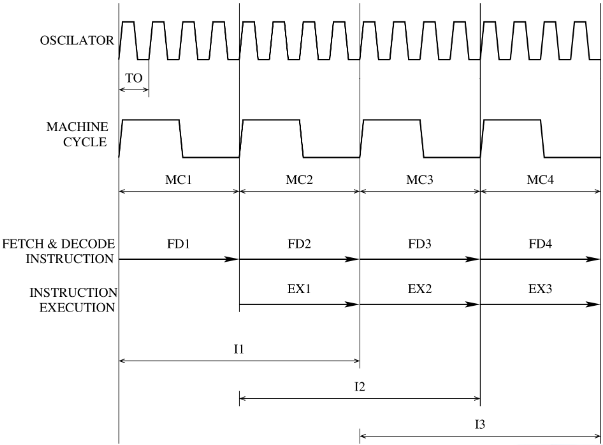 OSCILATOR
TO
MACHINE
CYCLE
MC1 MC2 MC3 MC4
FETCH & DECODE
INSTRUCTION
FD1 FD2 FD3 FD4
INSTRUCTION
EXECUTION
EX1 EX2 EX3
I1
I2
I3